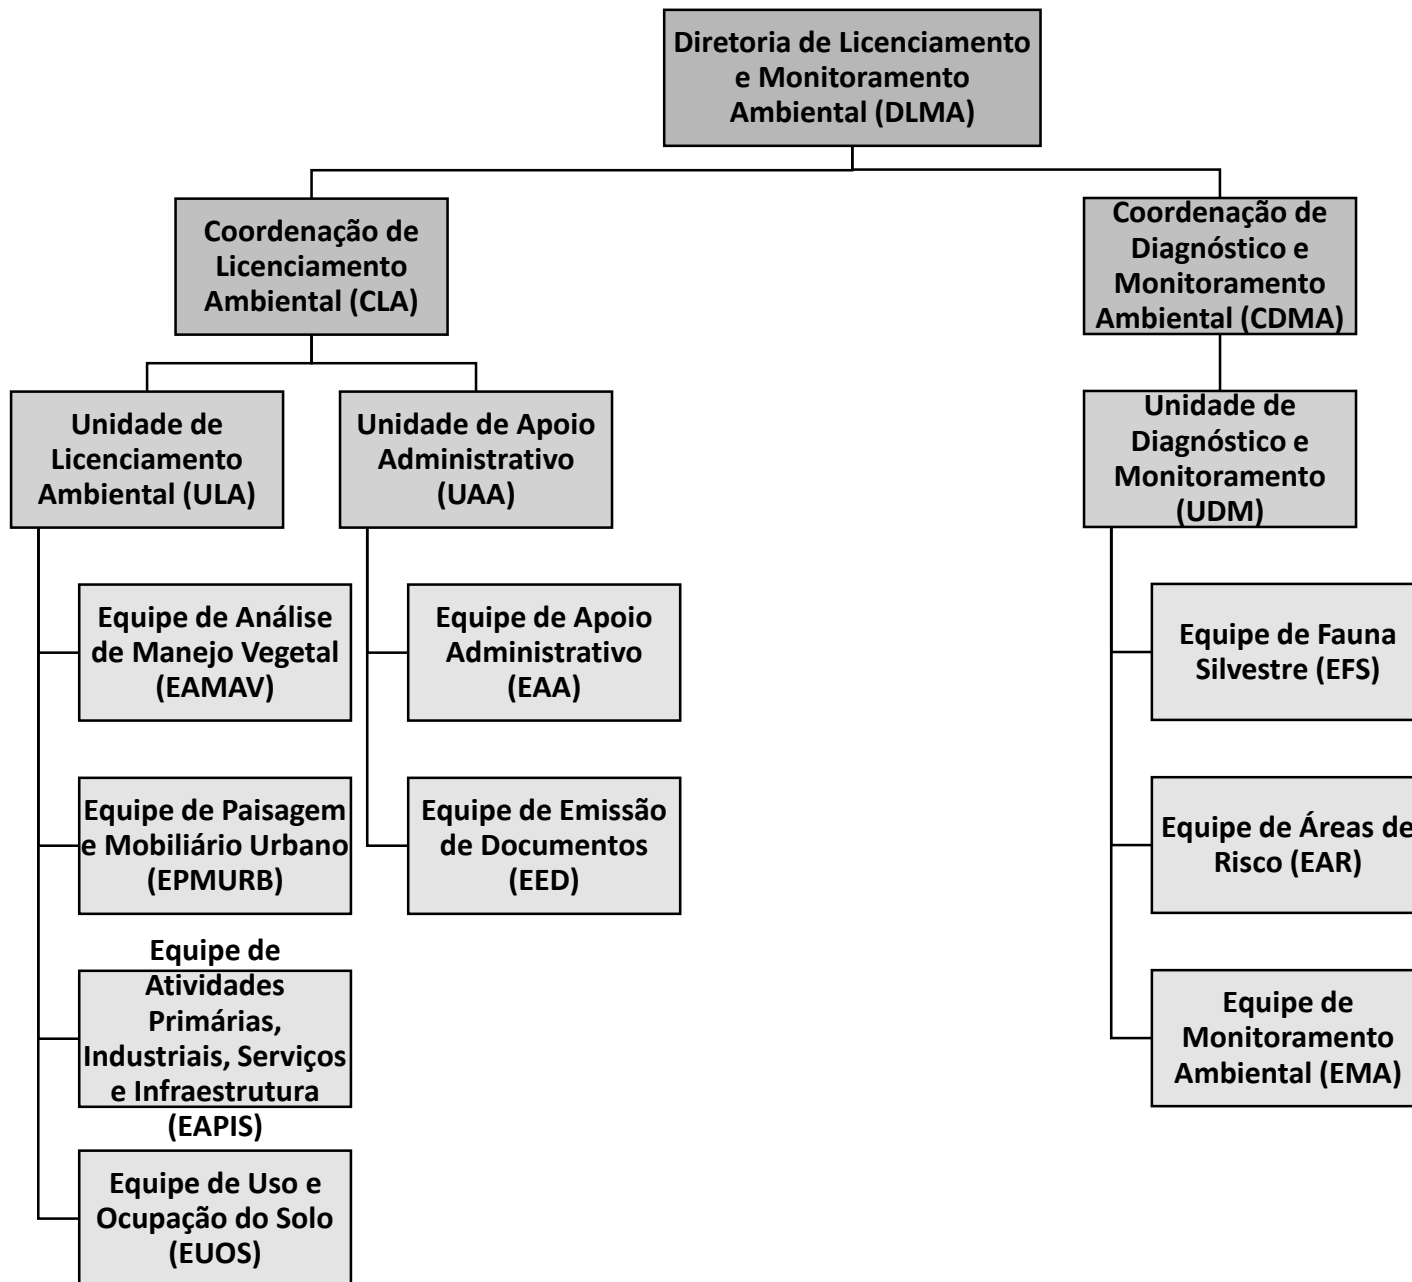 Diretoria de Licenciamento
e Monitoramento
Ambiental (DLMA)
Coordenação de
Licenciamento
Ambiental (CLA)
Coordenação de
Diagnóstico e
Monitoramento
Ambiental (CDMA)
Unidade de
Licenciamento
Ambiental (ULA)
Unidade de Apoio
Administrativo
(UAA)
Unidade de
Diagnóstico e
Monitoramento
(UDM)
Equipe de Análise
de Manejo Vegetal
(EAMAV)
Equipe de Apoio
Administrativo
(EAA)
Equipe de Fauna
Silvestre (EFS)
Equipe de Paisagem
e Mobiliário Urbano
(EPMURB)
Equipe de Emissão
de Documentos
(EED)
Equipe de Áreas de
Risco (EAR)
Equipe de
Atividades
Primárias,
Industriais, Serviços
e Infraestrutura
(EAPIS)
Equipe de
Monitoramento
Ambiental (EMA)
Equipe de Uso e
Ocupação do Solo
(EUOS)